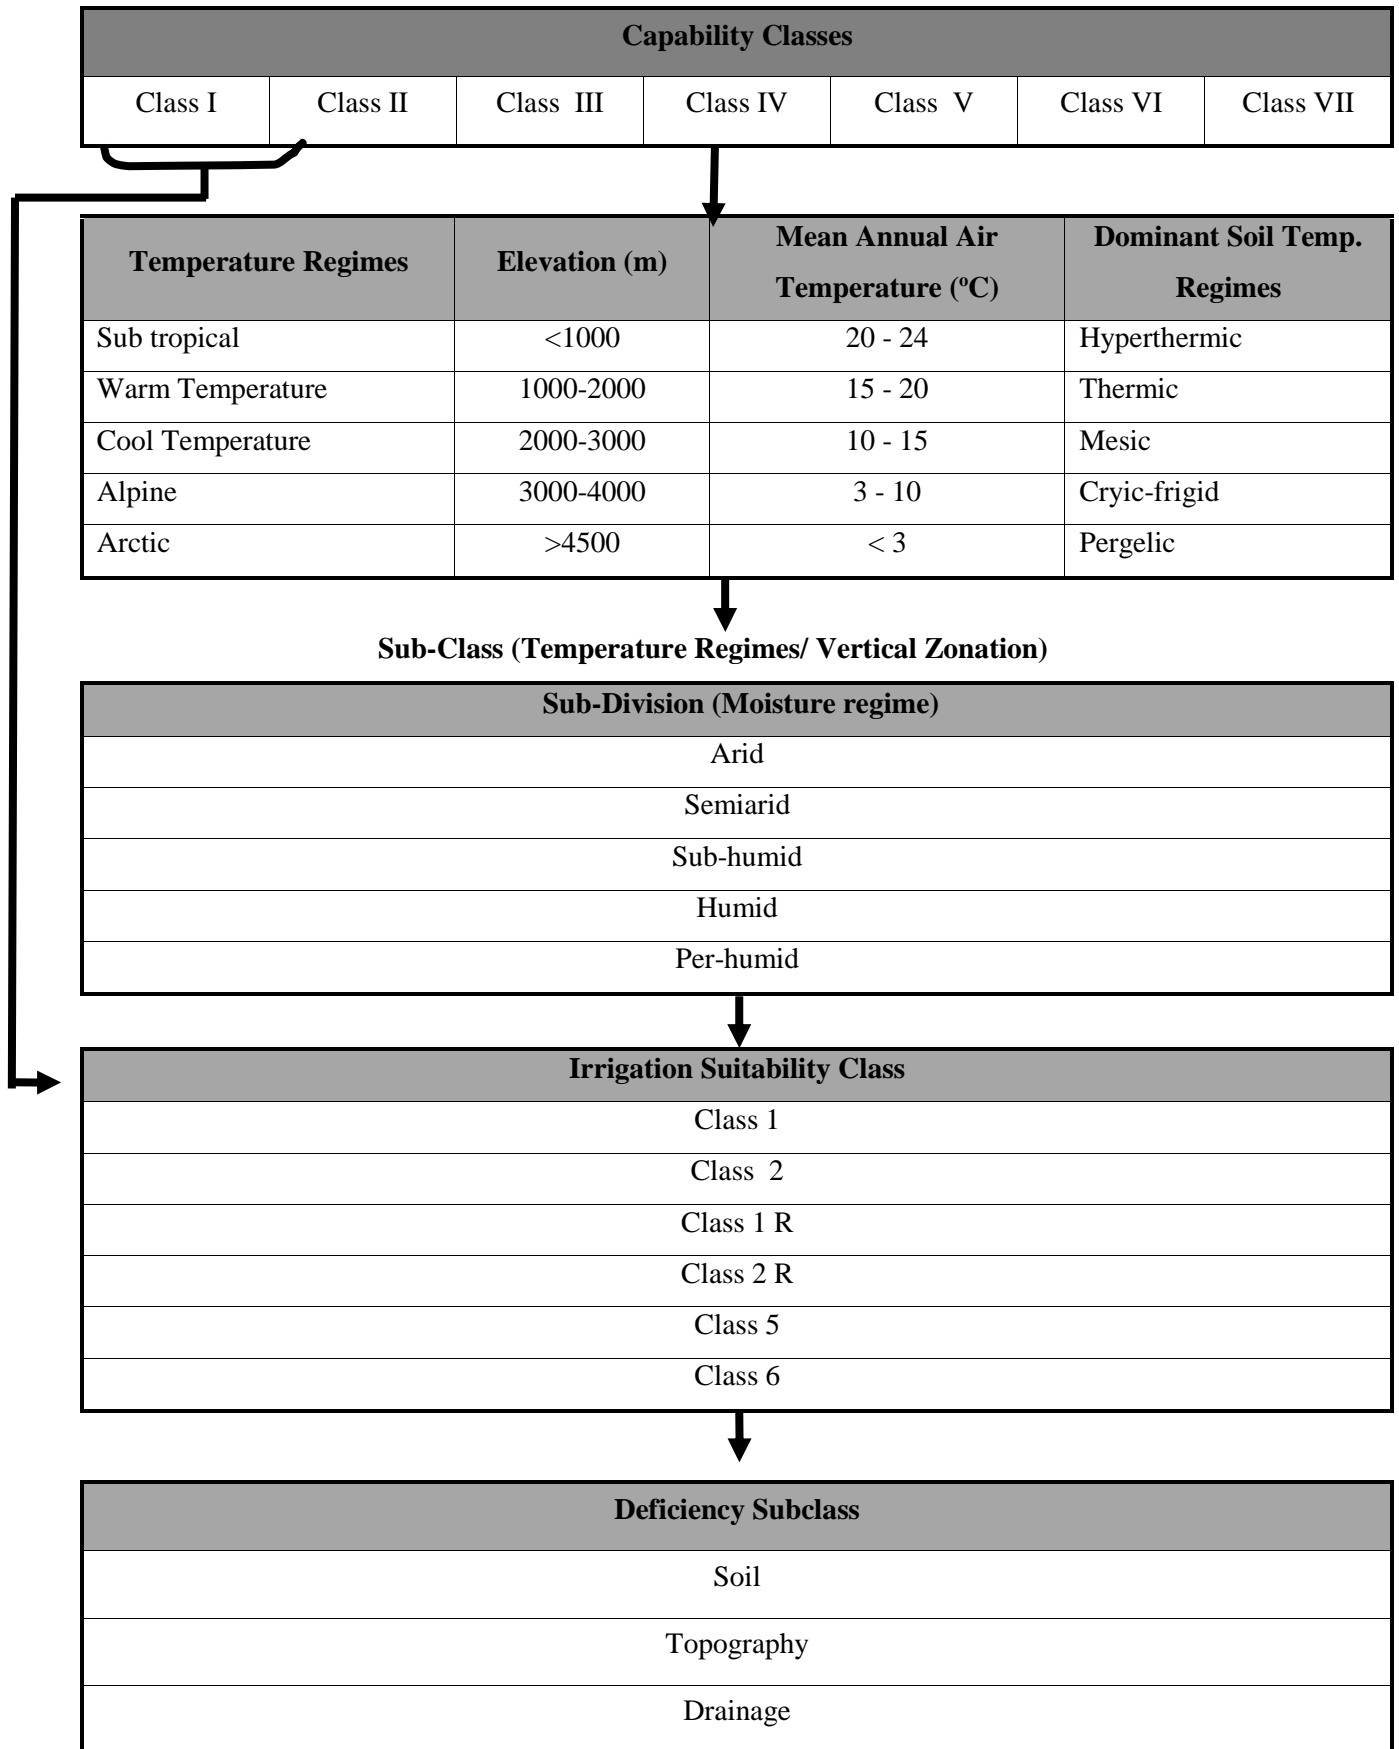 Capability Classes
Class I Class II Class III Class IV Class V Class VI Class VII
Temperature Regimes Elevation (m) Mean Annual Air Temperature (ºC) Dominant Soil Temp. Regimes
Sub tropical <1000 20 - 24 Hyperthermic
Warm Temperature 1000-2000 15 - 20 Thermic
Cool Temperature 2000-3000 10 - 15 Mesic
Alpine 3000-4000 3 - 10 Cryic-frigid
Arctic >4500 < 3 Pergelic
Sub-Class (Temperature Regimes/ Vertical Zonation)
Sub-Division (Moisture regime)
Arid
Semiarid
Sub-humid
Humid
Per-humid
Irrigation Suitability Class
Class 1
Class 2
Class 1 R
Class 2 R
Class 5
Class 6
Deficiency Subclass
Soil
Topography
Drainage